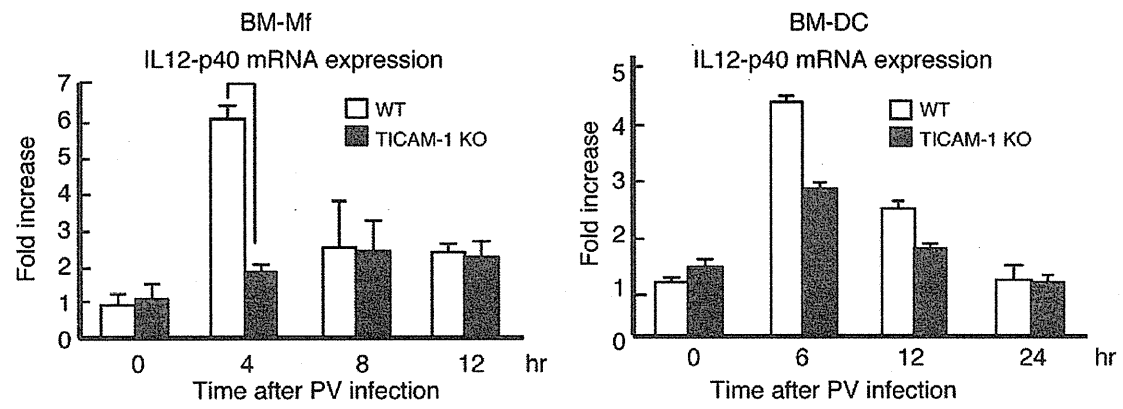 BM-Mf
IL12-p40 mRNA expression
7
6
5
4
3
2
1
0
Fold increase
WT
TICAM-1 KO
0 4 8 12 hr
Time after PV infection
BM-DC
IL12-p40 mRNA expression
5
4
3
2
1
0
Fold increase
WT
TICAM-1 KO
0 6 12 24 hr
Time after PV infection